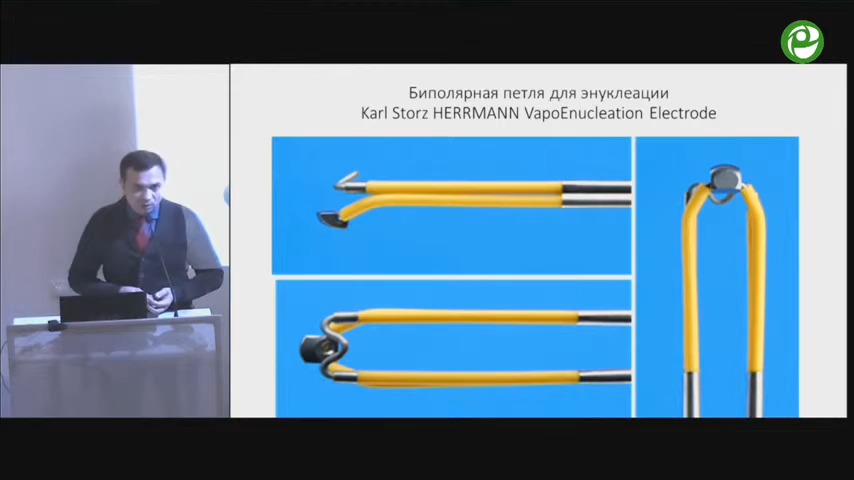 Биполярная петля для энуклеации
Karl Storz HERRMANN VapoEnucleation Electrode